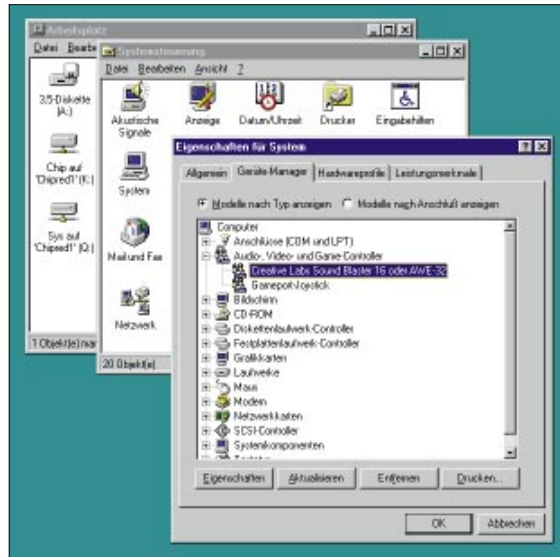 Arbeitsplatz
Datei Bearbe
3,5-Diskette
(A:)
Chip auf
'Chipred1' (K:)
Sys auf
'Chipred1' (Q:)
1 Objekt(e) mar
Systemsteuerung
Datei Bearbeiten Ansicht ?
Akustische
Signale
Anzeige
Datum/Uhrzeit
Drucker
Eingabehilfen
System
Mail und Fax
Netzwerk
20 Objekt(e)
Eigenschaften für System
Allgemein Geräte-Manager Hardwareprofile Leistungsmerkmale
Modelle nach Typ anzeigen Modelle nach Anschluß anzeigen
Computer
Anschlüsse (COM und LPT)
Audio-, Video- und Game-Controller
Creative Labs Sound Blaster 16 oder AWE-32
Gameport-Joystick
Bildschirm
CD-ROM
Diskettenlaufwerk-Controller
Festplattenlaufwerk-Controller
Grafikkarten
Laufwerke
Maus
Modem
Netzwerkkarten
SCSI-Controller
Systemkomponenten
Eigenschaften Aktualisieren Entfernen Drucken...
OK Abbrechen